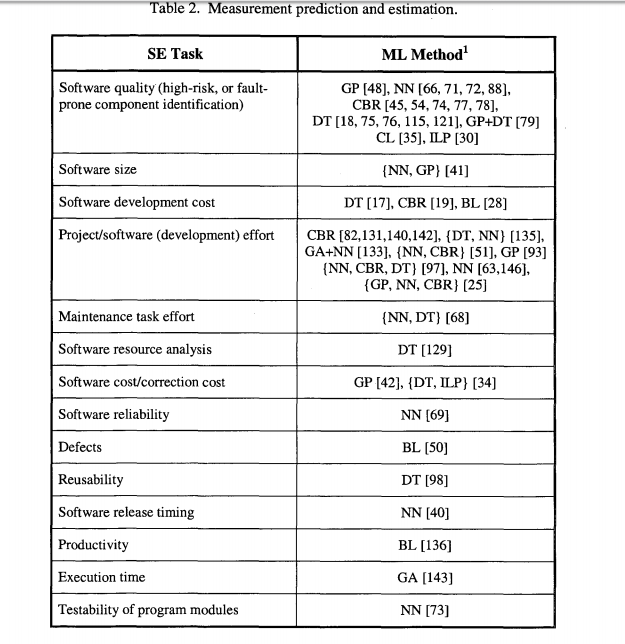 Table 2. Measurement prediction and estimation.
SE Task
ML Method1
Software quality (high-risk, or fault-
prone component identification)
GP [48], NN [66, 71, 72, 88],
CBR [45, 54, 74, 77, 78],
DT [18, 75, 76, 115, 121], GP+DT [79]
CL [35], ILP [30]
Software size
{NN, GP} [41]
Software development cost
DT [17], CBR [19], BL [28]
Project/software (development) effort
CBR [82,131,140,142], {DT, NN} [135],
GA+NN [133], {NN, CBR} [51], GP [93]
{NN, CBR, DT} [97], NN [63,146],
{GP, NN, CBR} [25]
Maintenance task effort
{NN, DT} [68]
Software resource analysis
DT [129]
Software cost/correction cost
GP [42], {DT, ILP} [34]
Software reliability
NN [69]
Defects
BL [50]
Reusability
DT [98]
Software release timing
NN [40]
Productivity
BL [136]
Execution time
GA [143]
Testability of program modules
NN [73]